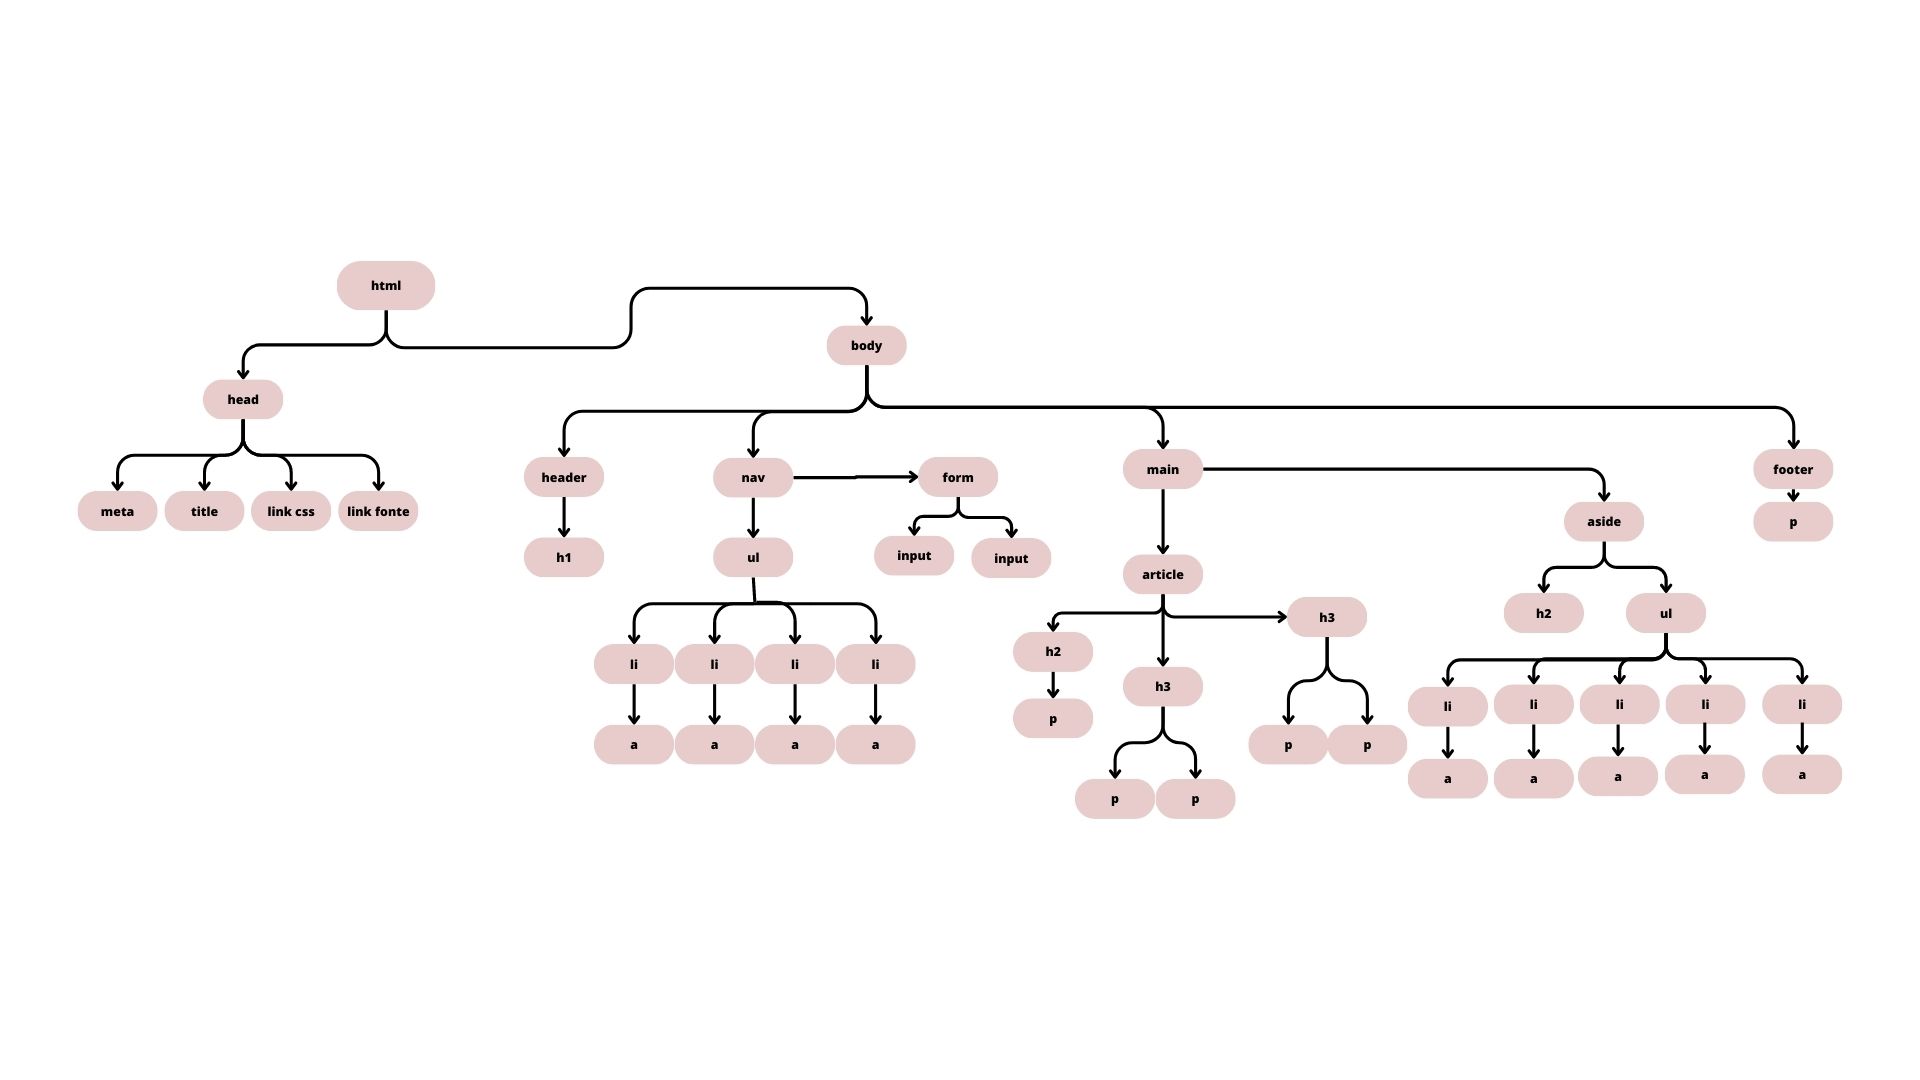 html
body
head
meta
title
link css
link fonte
header
nav
form
main
footer
h1
ul
input
input
article
aside
p
li
li
li
li
a
a
a
a
h2
p
h3
p
p
h3
p
p
h2
ul
li
li
li
li
li
a
a
a
a
a